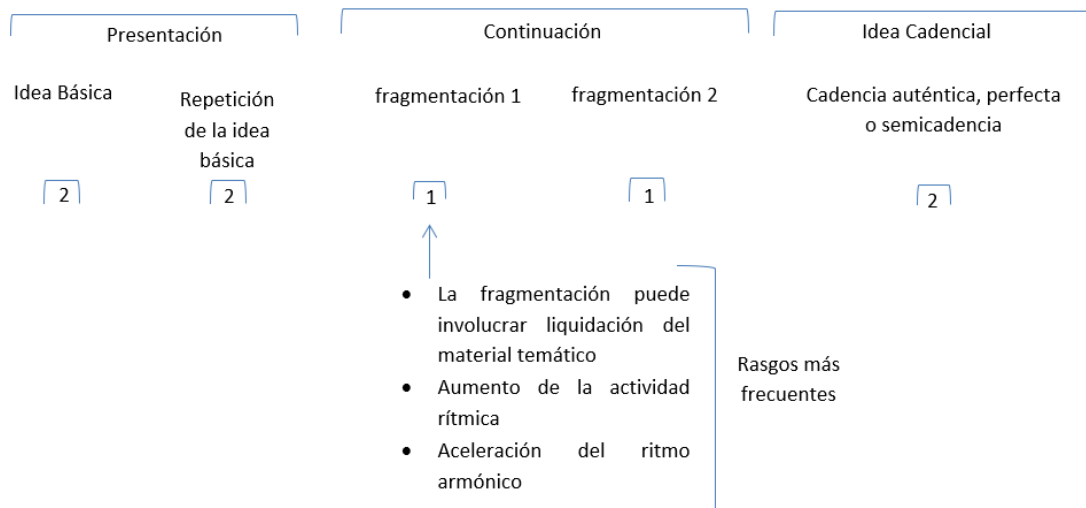 Presentación
Continuación
Idea Cadencial
Idea Básica
Repetición
de la idea
básica
fragmentación 1
fragmentación 2
Cadencia auténtica, perfecta
o semicadencia
2
2
1
1
2
• La fragmentación puede
involucrar liquidación del
material temático
• Aumento de la actividad
rítmica
• Aceleración del ritmo
armónico
Rasgos más
frecuentes